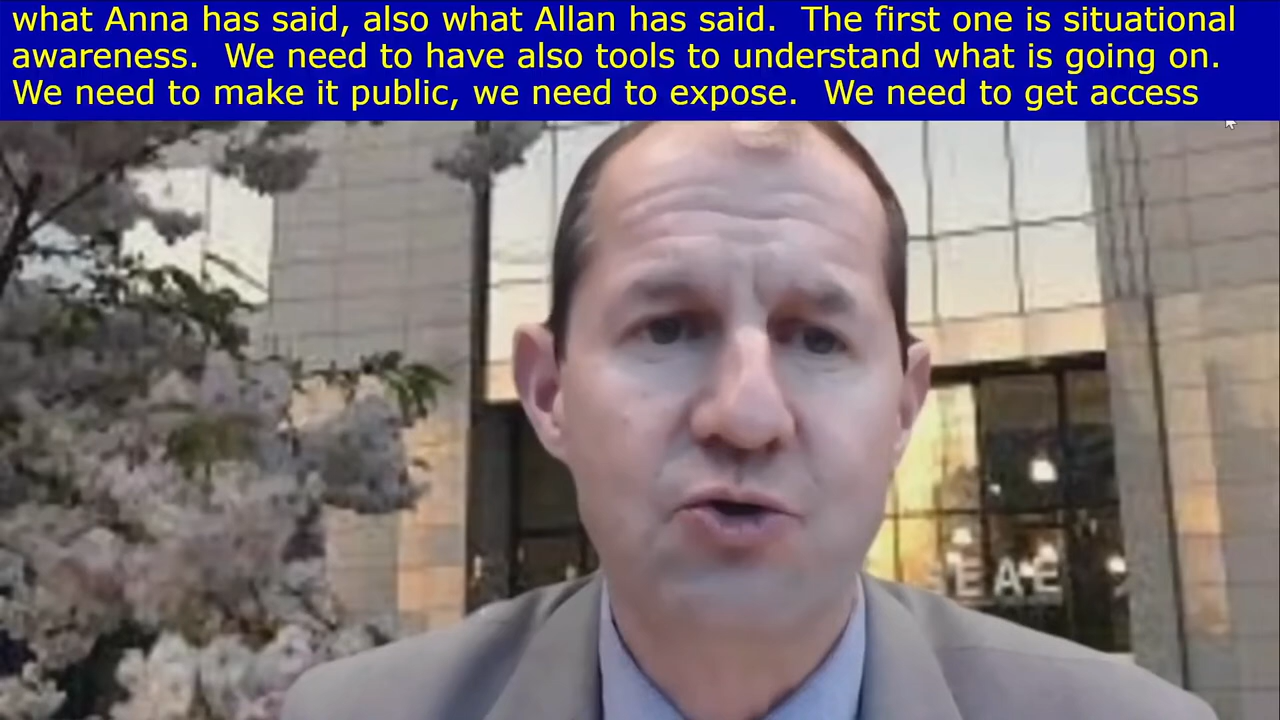 what Anna has said, also what Allan has said.  The first one is situational
awareness.  We need to have also tools to understand what is going on.
We need to make it public, we need to expose.  We need to get access
EAE